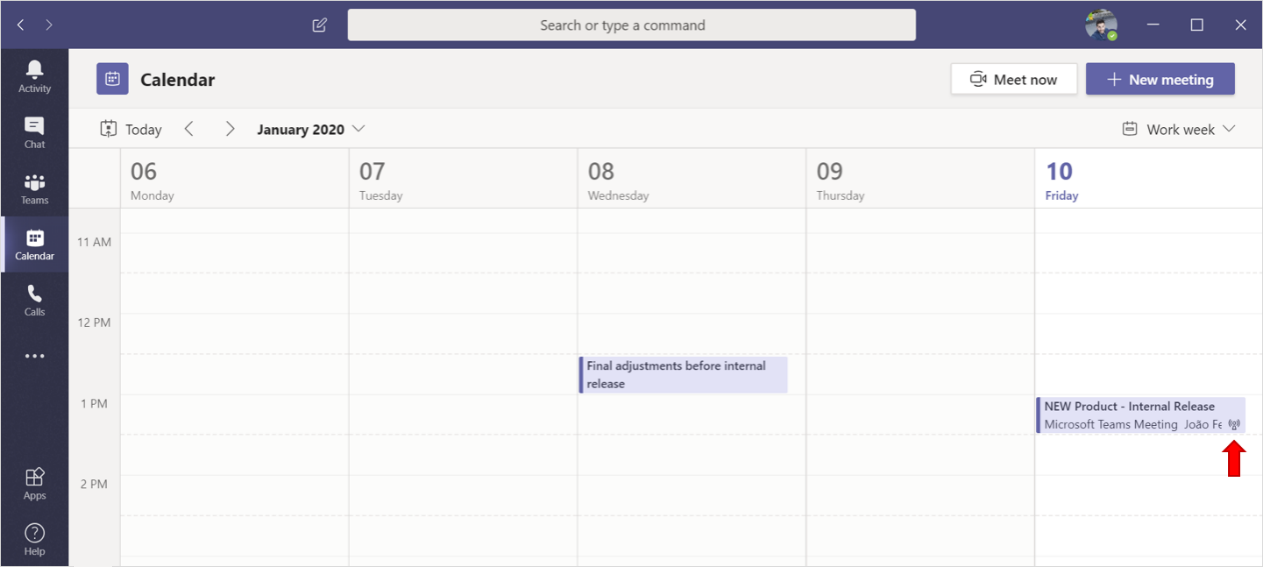 Search or type a command
Activity
Chat
Teams
Calendar
Calls
Apps
Help
Calendar
Meet now
New meeting
Today
January 2020
Work week
06
Monday
07
Tuesday
08
Wednesday
09
Thursday
10
Friday
11 AM
12 PM
1 PM
2 PM
Final adjustments before internal
release
NEW Product - Internal Release
Microsoft Teams Meeting João Fe